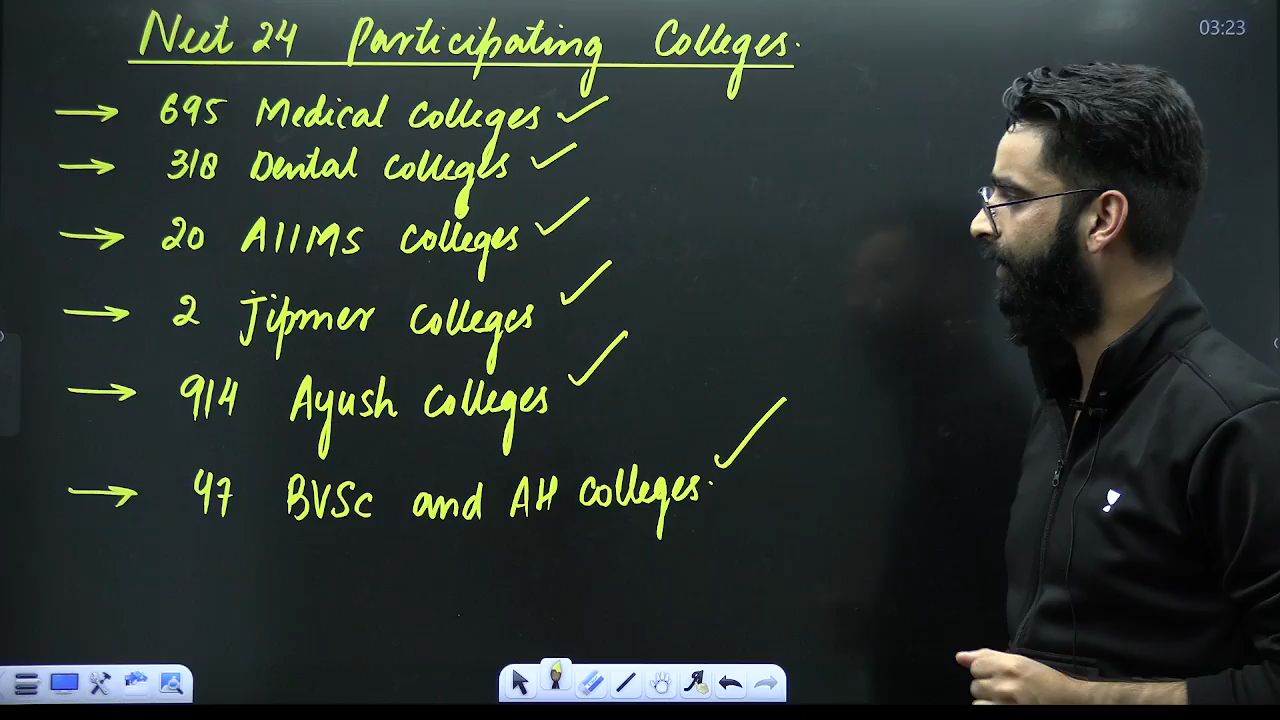 Neet 24 Participating Colleges.
03:23
→ 695 Medical Colleges ✓
→ 318 Dental Colleges ✓
→ 20 AIIMS Colleges ✓
→ 2 Jipmer Colleges ✓
→ 914 Ayush Colleges ✓
→ 47 BVSc and AH Colleges. ✓